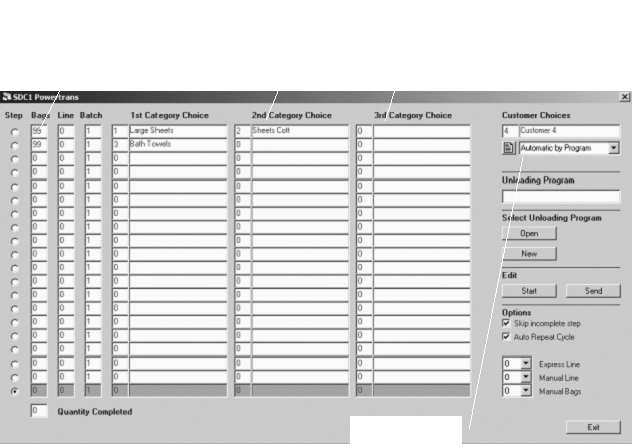 SDC1 Powertrans
Step Bags Line Batch 1st Category Choice 2nd Category Choice 3rd Category Choice Customer Choices
99 0 1 1 Large Sheets 2 Sheets Cott 0 4 Customer 4
99 0 1 3 Bath Towels 0 0 Automatic by Program
0 0 1 0 0 0
0 0 1 0 0 0
0 0 1 0 0 0 Unloading Program
0 0 1 0 0 0
0 0 1 0 0 0
0 0 1 0 0 0 Select Unloading Program
0 0 1 0 0 0 Open
0 0 1 0 0 0 New
0 0 1 0 0 0
0 0 1 0 0 0 Edit
0 0 1 0 0 0 Start Send
0 0 1 0 0 0 Options
0 0 1 0 0 0 Skip incomplete step
0 0 1 0 0 0 Auto Repeat Cycle
0 0 1 0 0 0
0 0 1 0 0 0 0 Express Line
0 0 1 0 0 0 0 Manual Line
0 0 1 0 0 0 0 Manual Bags
0 Quantity Completed
Exit